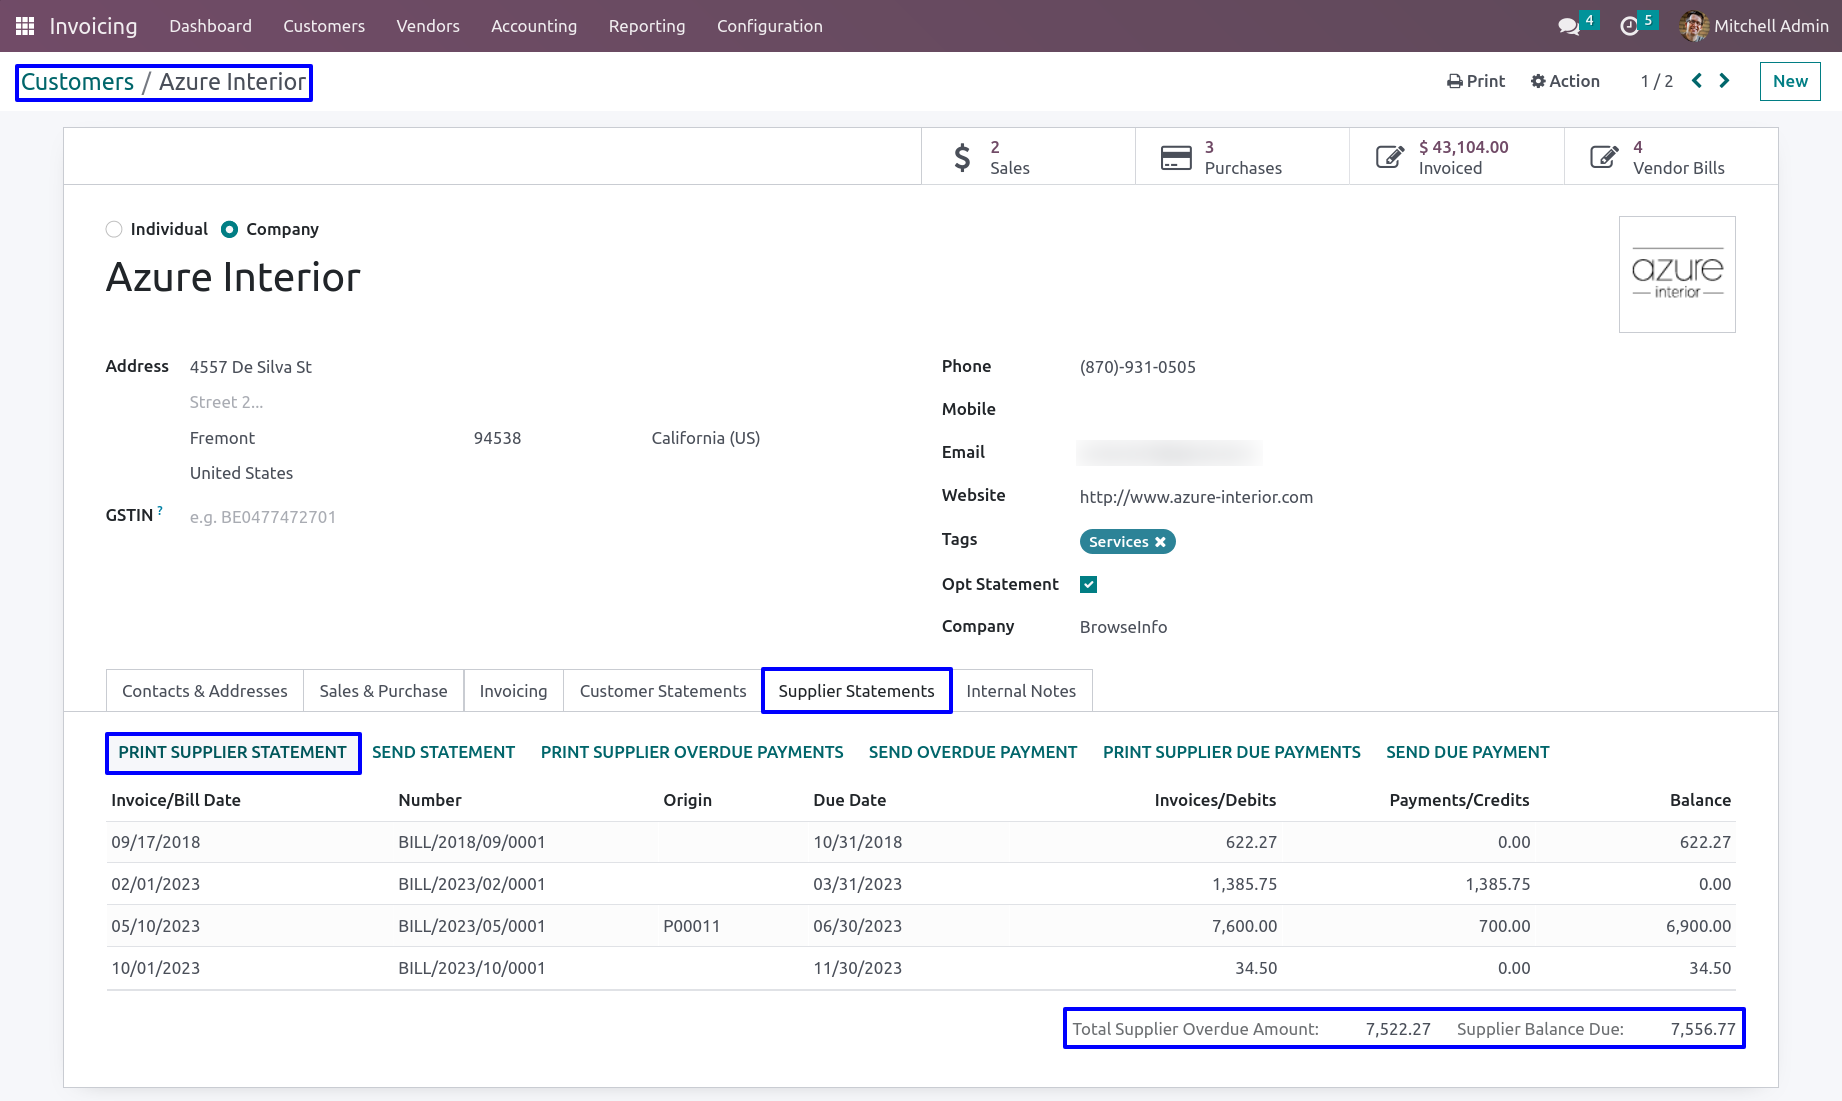 Invoicing Dashboard Customers Vendors Accounting Reporting Configuration 4 5 Mitchell Admin
Customers / Azure Interior Print Action 1 / 2 New
2 Sales
3 Purchases
$ 43,104.00 Invoiced
4 Vendor Bills
Individual Company
Azure Interior
azure
interior
Address 4557 De Silva St
Street 2...
Fremont 94538 California (US)
United States
GSTIN ? e.g. BE0477472701
Phone (870)-931-0505
Mobile
Email
Website http://www.azure-interior.com
Tags Services
Opt Statement
Company BrowseInfo
Contacts & Addresses Sales & Purchase Invoicing Customer Statements Supplier Statements Internal Notes
PRINT SUPPLIER STATEMENT SEND STATEMENT PRINT SUPPLIER OVERDUE PAYMENTS SEND OVERDUE PAYMENT PRINT SUPPLIER DUE PAYMENTS SEND DUE PAYMENT
Invoice/Bill Date Number Origin Due Date Invoices/Debits Payments/Credits Balance
09/17/2018 BILL/2018/09/0001 10/31/2018 622.27 0.00 622.27
02/01/2023 BILL/2023/02/0001 03/31/2023 1,385.75 1,385.75 0.00
05/10/2023 BILL/2023/05/0001 P00011 06/30/2023 7,600.00 700.00 6,900.00
10/01/2023 BILL/2023/10/0001 11/30/2023 34.50 0.00 34.50
Total Supplier Overdue Amount: 7,522.27 Supplier Balance Due: 7,556.77